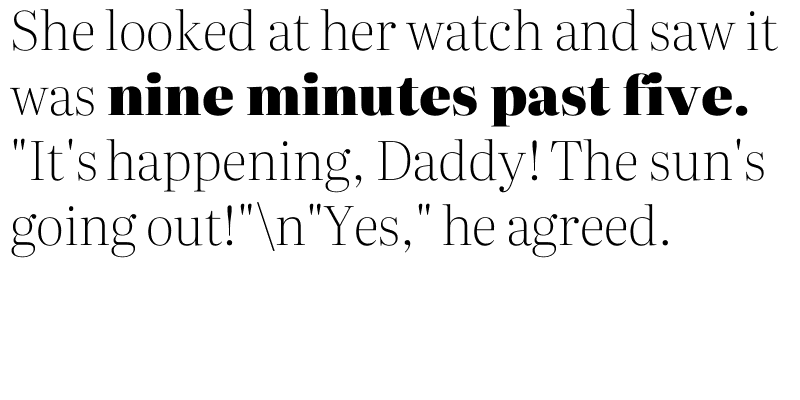 She looked at her watch and saw it
was nine minutes past five.
"It's happening, Daddy! The sun's
going out!"\n"Yes," he agreed.